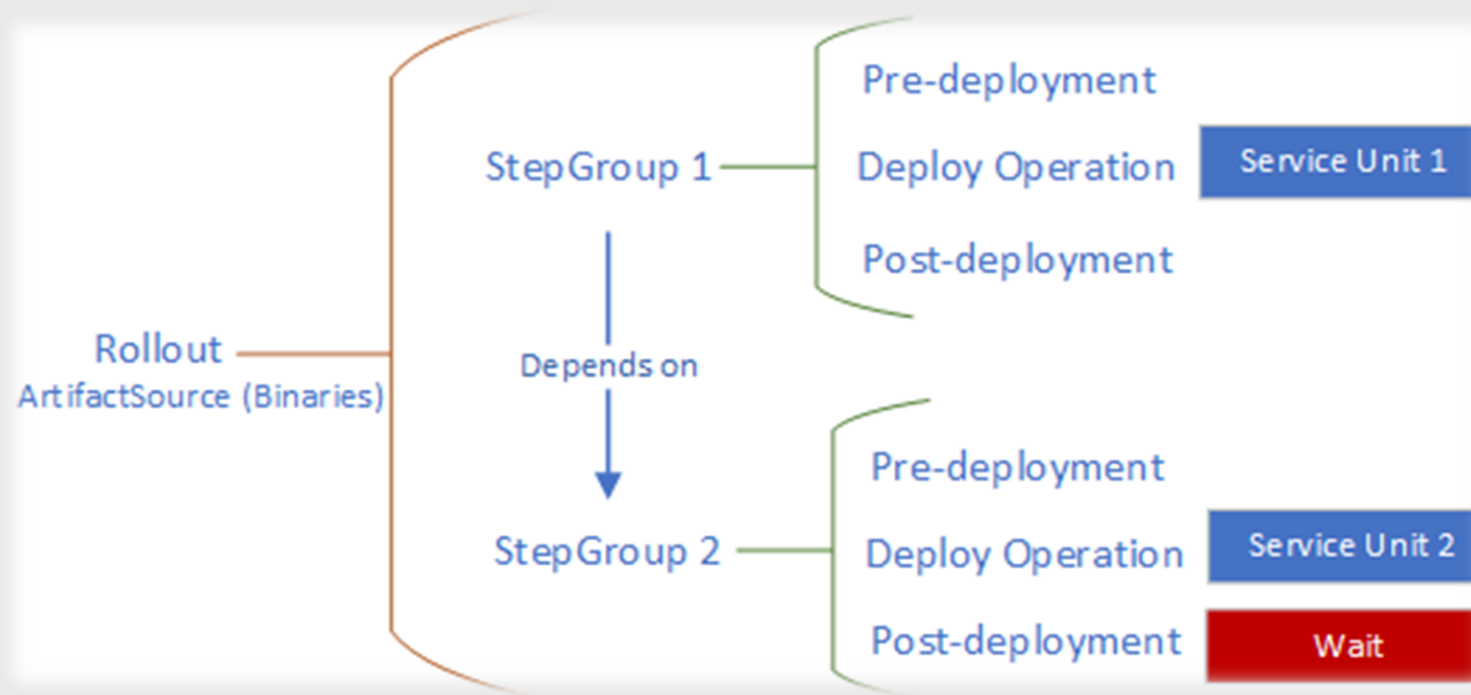 Pre-deployment
StepGroup 1
Deploy Operation
Service Unit 1
Post-deployment
Rollout
ArtifactSource (Binaries)
Depends on
Pre-deployment
StepGroup 2
Deploy Operation
Service Unit 2
Post-deployment
Wait